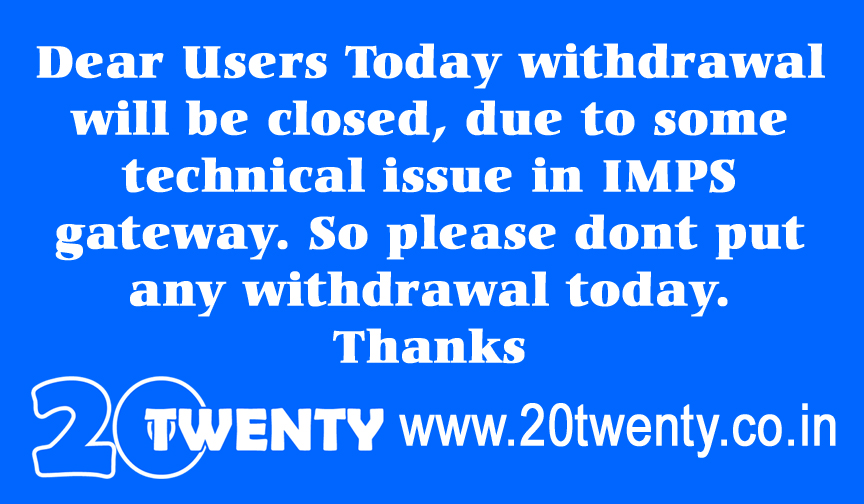 Dear Users Today withdrawal
will be closed, due to some
technical issue in IMPS
gateway. So please dont put
any withdrawal today.
Thanks
20 TWENTY www.20twenty.co.in